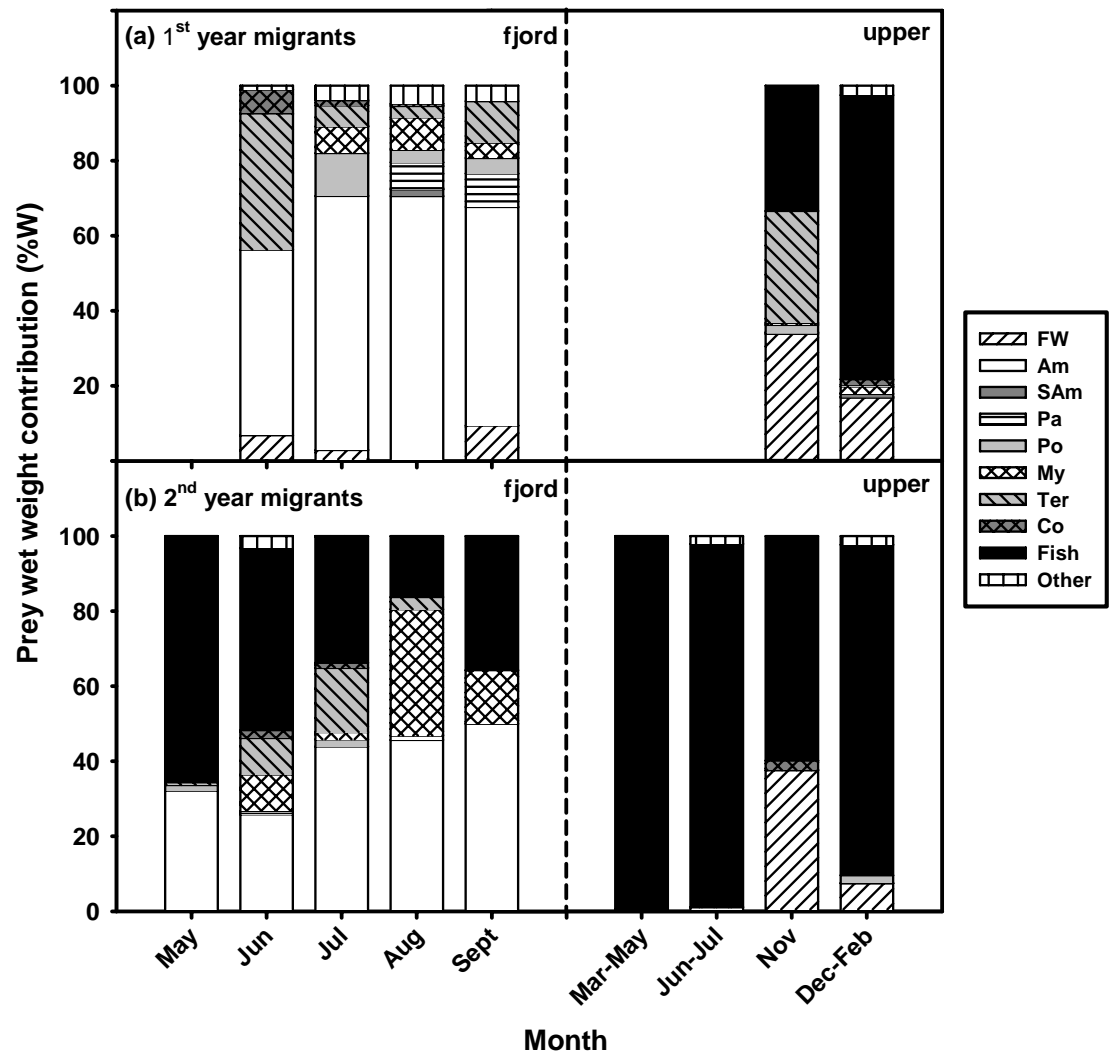 (a) 1st year migrants fjord upper
100
80
60
40
20
(b) 2nd year migrants fjord upper
100
80
60
40
20
0
Prey wet weight contribution (%W)
May Jun Jul Aug Sept Mar-May Jun-Jul Nov Dec-Feb
Month
FW
Am
SAm
Pa
Po
My
Ter
Co
Fish
Other